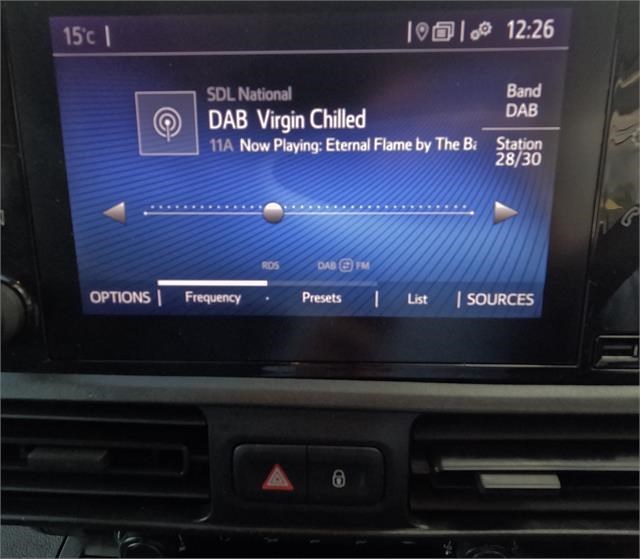 15°C
12:26
SDL National
DAB Virgin Chilled
11A Now Playing: Eternal Flame by The Ba
Band
DAB
Station
28/30
RDS
DAB FM
OPTIONS
Frequency
Presets
List
SOURCES